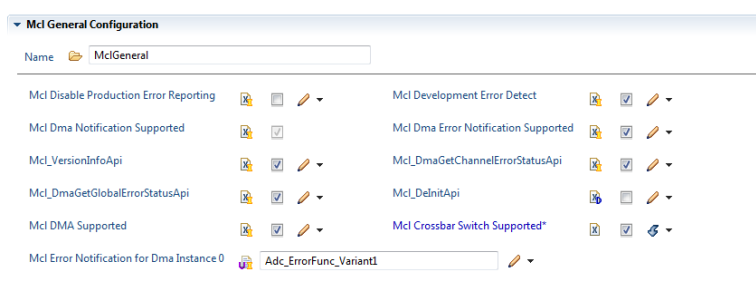 Mcl General Configuration
Name McIGeneral
Mcl Disable Production Error Reporting Mcl Development Error Detect
Mcl Dma Notification Supported Mcl Dma Error Notification Supported
Mcl_VersionInfoApi Mcl_DmaGetChannelErrorStatusApi
Mcl_DmaGetGlobalErrorStatusApi Mcl_DeInitApi
Mcl DMA Supported Mcl Crossbar Switch Supported*
Mcl Error Notification for Dma Instance 0 Adc_ErrorFunc_Variant1